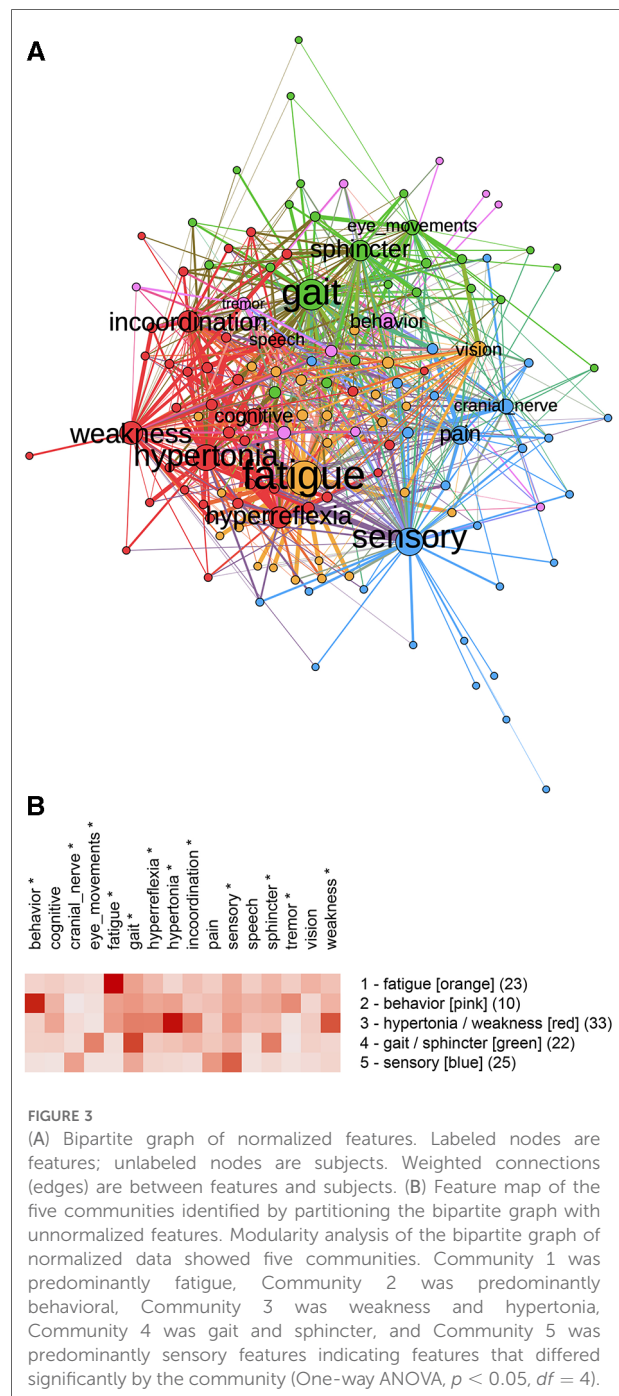 A
eye_movements
sphincter
gait
tremor
incoordination
behavior
speech
vision
cognitive
cranial_nerve
weakness
pain
hypertonia
fatigue
hyperreflexia
sensory
B
behavior *
cognitive
cranial_nerve *
eye_movements *
fatigue *
gait *
hyperreflexia *
hypertonia *
incoordination *
pain
sensory *
speech
sphincter *
tremor *
vision
weakness *
1 - fatigue [orange] (23)
2 - behavior [pink] (10)
3 - hypertonia / weakness [red] (33)
4 - gait / sphincter [green] (22)
5 - sensory [blue] (25)
FIGURE 3
(A) Bipartite graph of normalized features. Labeled nodes are
features; unlabeled nodes are subjects. Weighted connections
(edges) are between features and subjects. (B) Feature map of the
five communities identified by partitioning the bipartite graph with
unnormalized features. Modularity analysis of the bipartite graph of
normalized data showed five communities. Community 1 was
predominantly fatigue, Community 2 was predominantly
behavioral, Community 3 was weakness and hypertonia,
Community 4 was gait and sphincter, and Community 5 was
predominantly sensory features indicating features that differed
significantly by the community (One-way ANOVA, p < 0.05, df = 4).